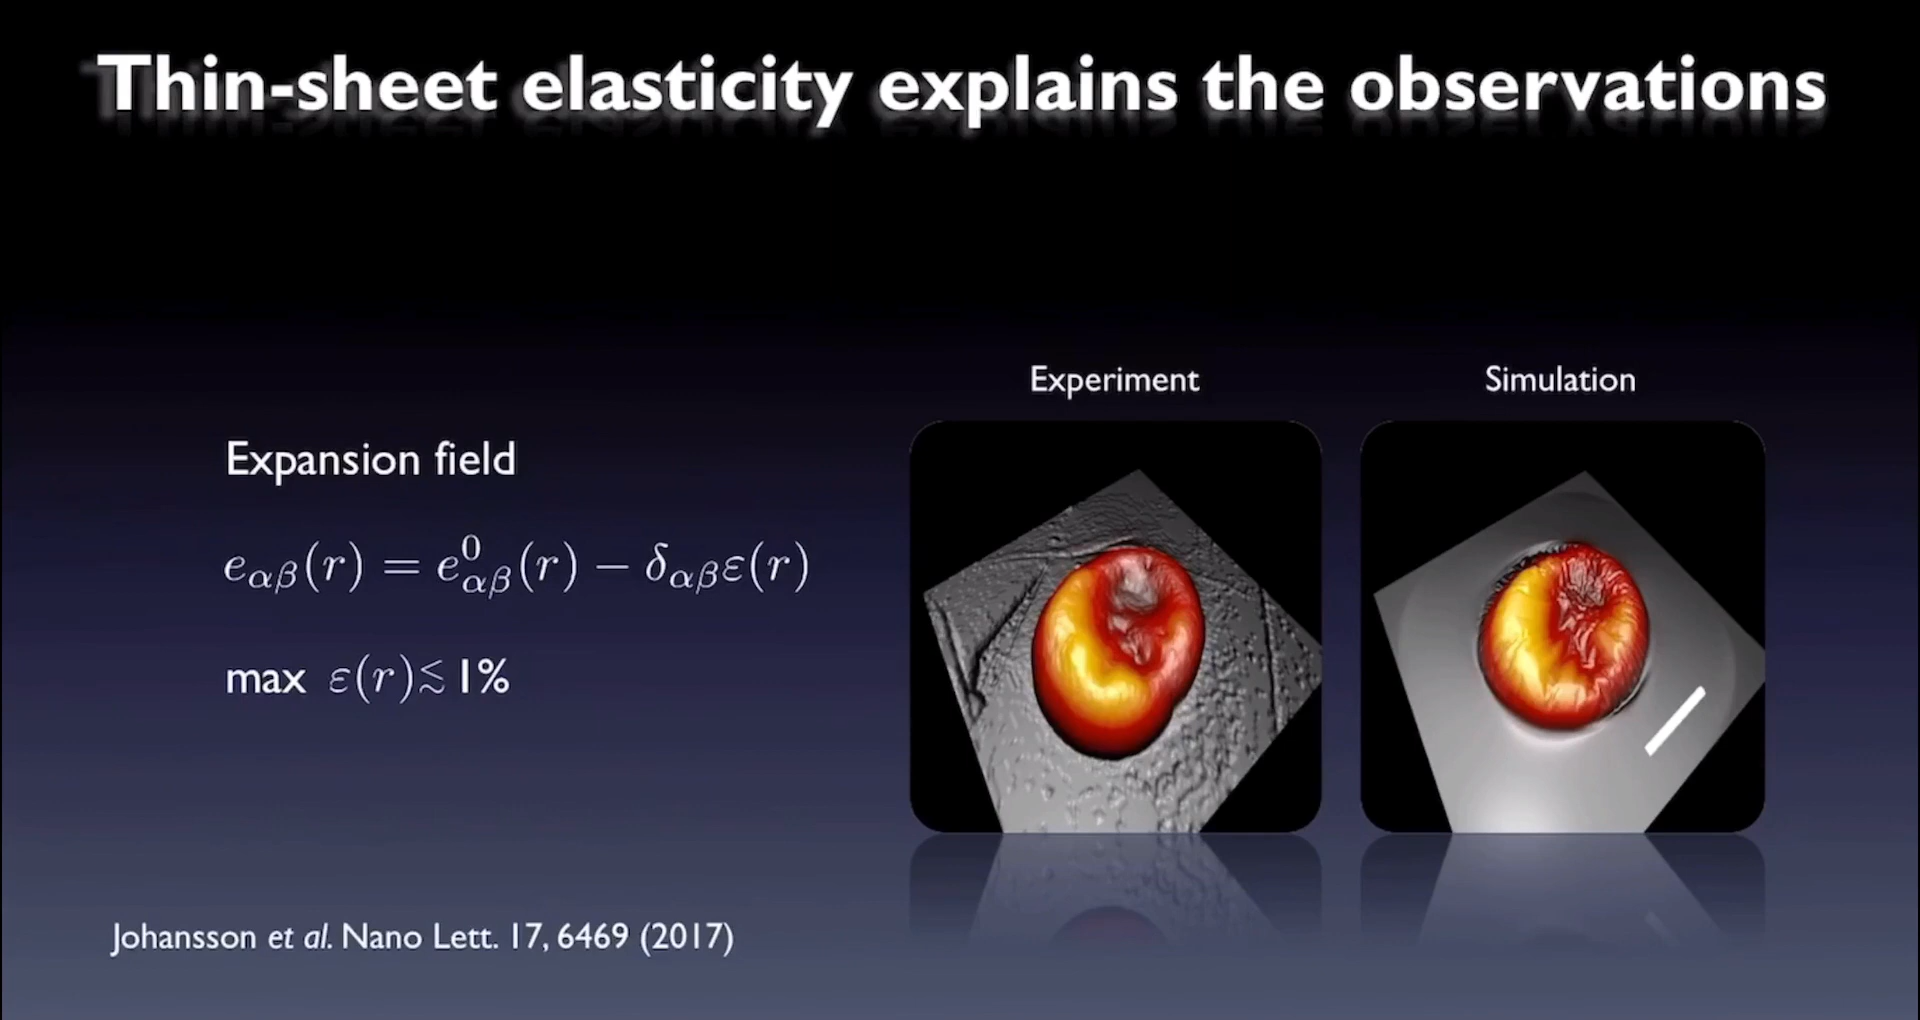 Thin-sheet elasticity explains the observations
Experiment
Simulation
Expansion field
e_{αβ}(r) = e^0_{αβ}(r) − δ_{αβ}ε(r)
max ε(r) ≲ 1%
Johansson et al. Nano Lett. 17, 6469 (2017)